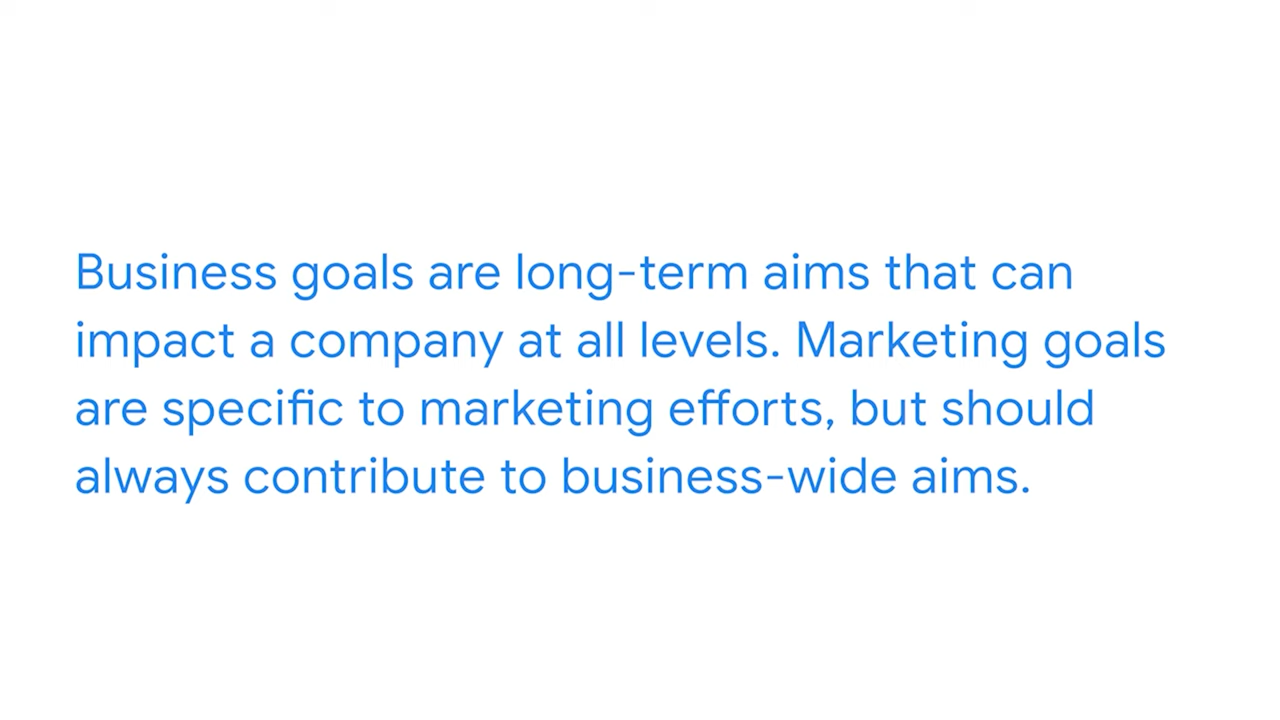 Business goals are long-term aims that can
impact a company at all levels. Marketing goals
are specific to marketing efforts, but should
always contribute to business-wide aims.